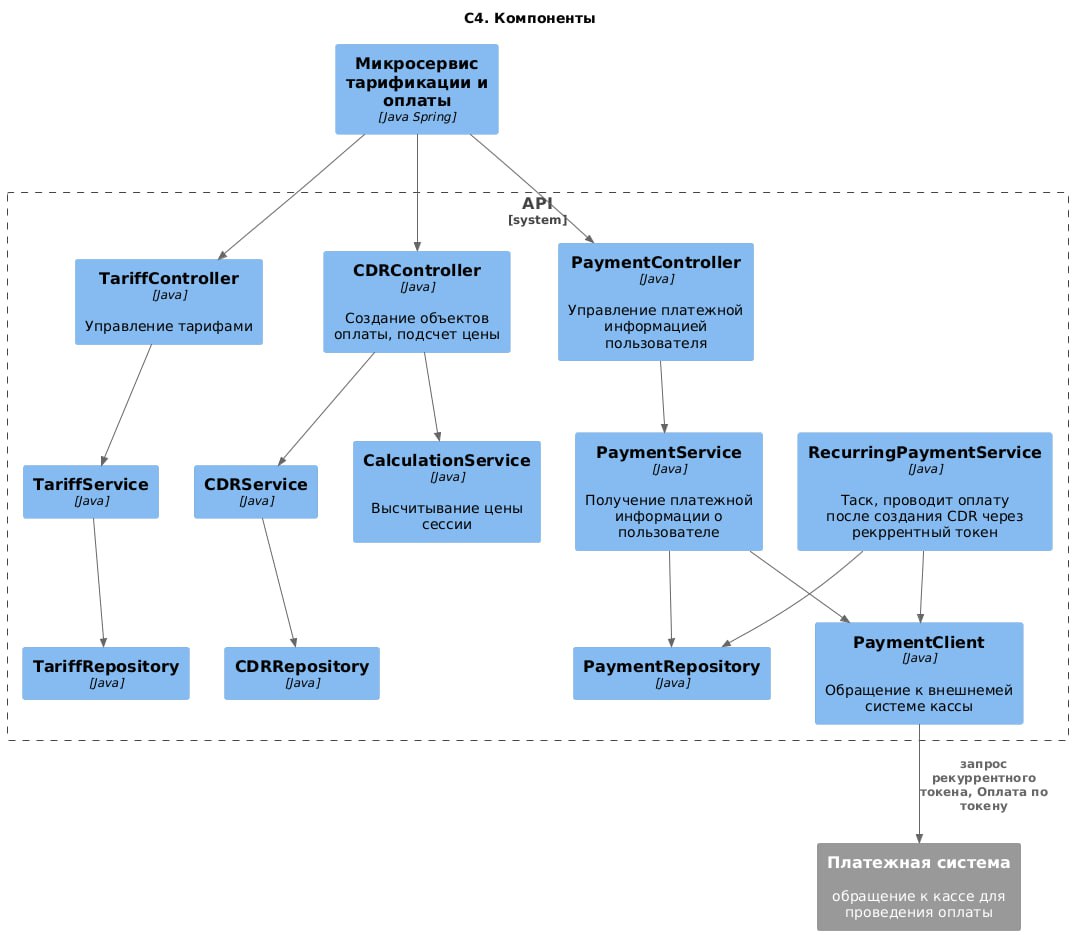 C4. Компоненты
Микросервис
тарификации и
оплаты
[Java Spring]
API
[system]
TariffController
[Java]
Управление тарифами
CDRController
[Java]
Создание объектов
оплаты, подсчет цены
PaymentController
[Java]
Управление платежной
информацией
пользователя
TariffService
[Java]
CDRService
[Java]
CalculationService
[Java]
Высчитывание цены
сессии
PaymentService
[Java]
Получение платежной
информации о
пользователе
RecurringPaymentService
[Java]
Таск, проводит оплату
после создания CDR через
рекррентный токен
TariffRepository
[Java]
CDRRepository
[Java]
PaymentRepository
[Java]
PaymentClient
[Java]
Обращение к внешнемей
системе кассы
запрос
рекуррентного
токена, Оплата по
токену
Платежная система
обращение к кассе для
проведения оплаты